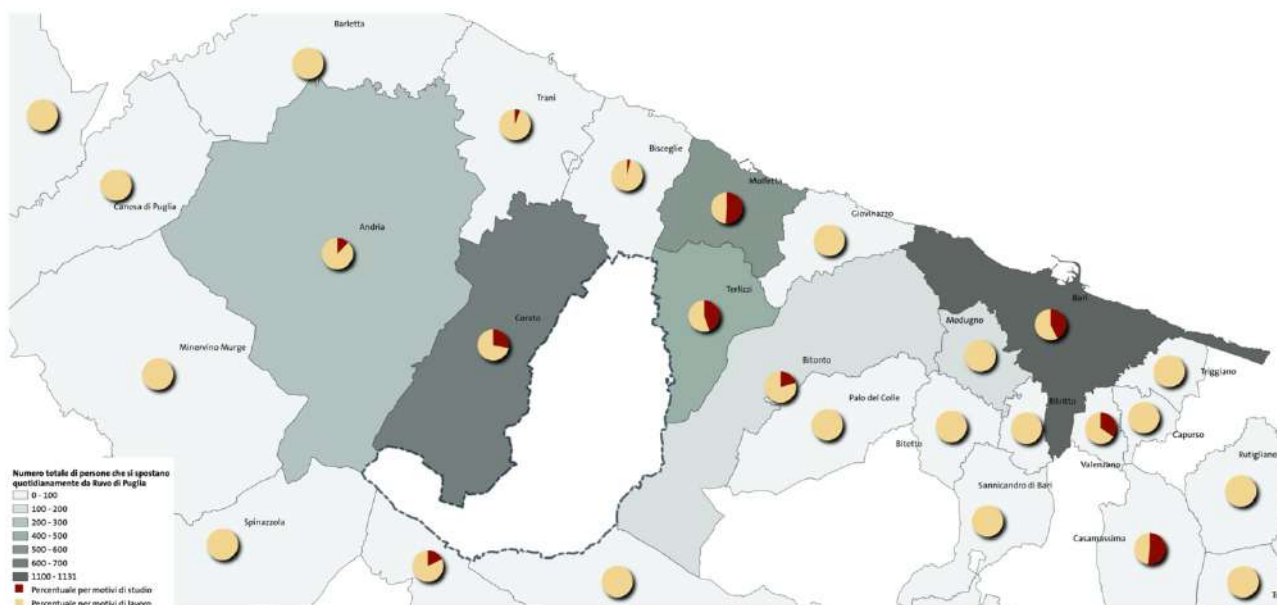 Barletta
Trani
Bisceglie
Molfetta
Giovinazzo
Canosa di Puglia
Andria
Terlizzi
Bari
Corato
Modugno
Minervino Murge
Bitonto
Triggiano
Palo del Colle
Bitritto
Capurso
Bitetto
Valenzano
Rutigliano
Sannicandro di Bari
Spinazzola
Casamassima
Numero totale di persone che si spostano
quotidianamente da Ruvo di Puglia
0 - 100
100 - 200
200 - 300
400 - 500
500 - 600
600 - 700
1100 - 1131
Percentuale per motivi di studio
Percentuale per motivi di lavoro